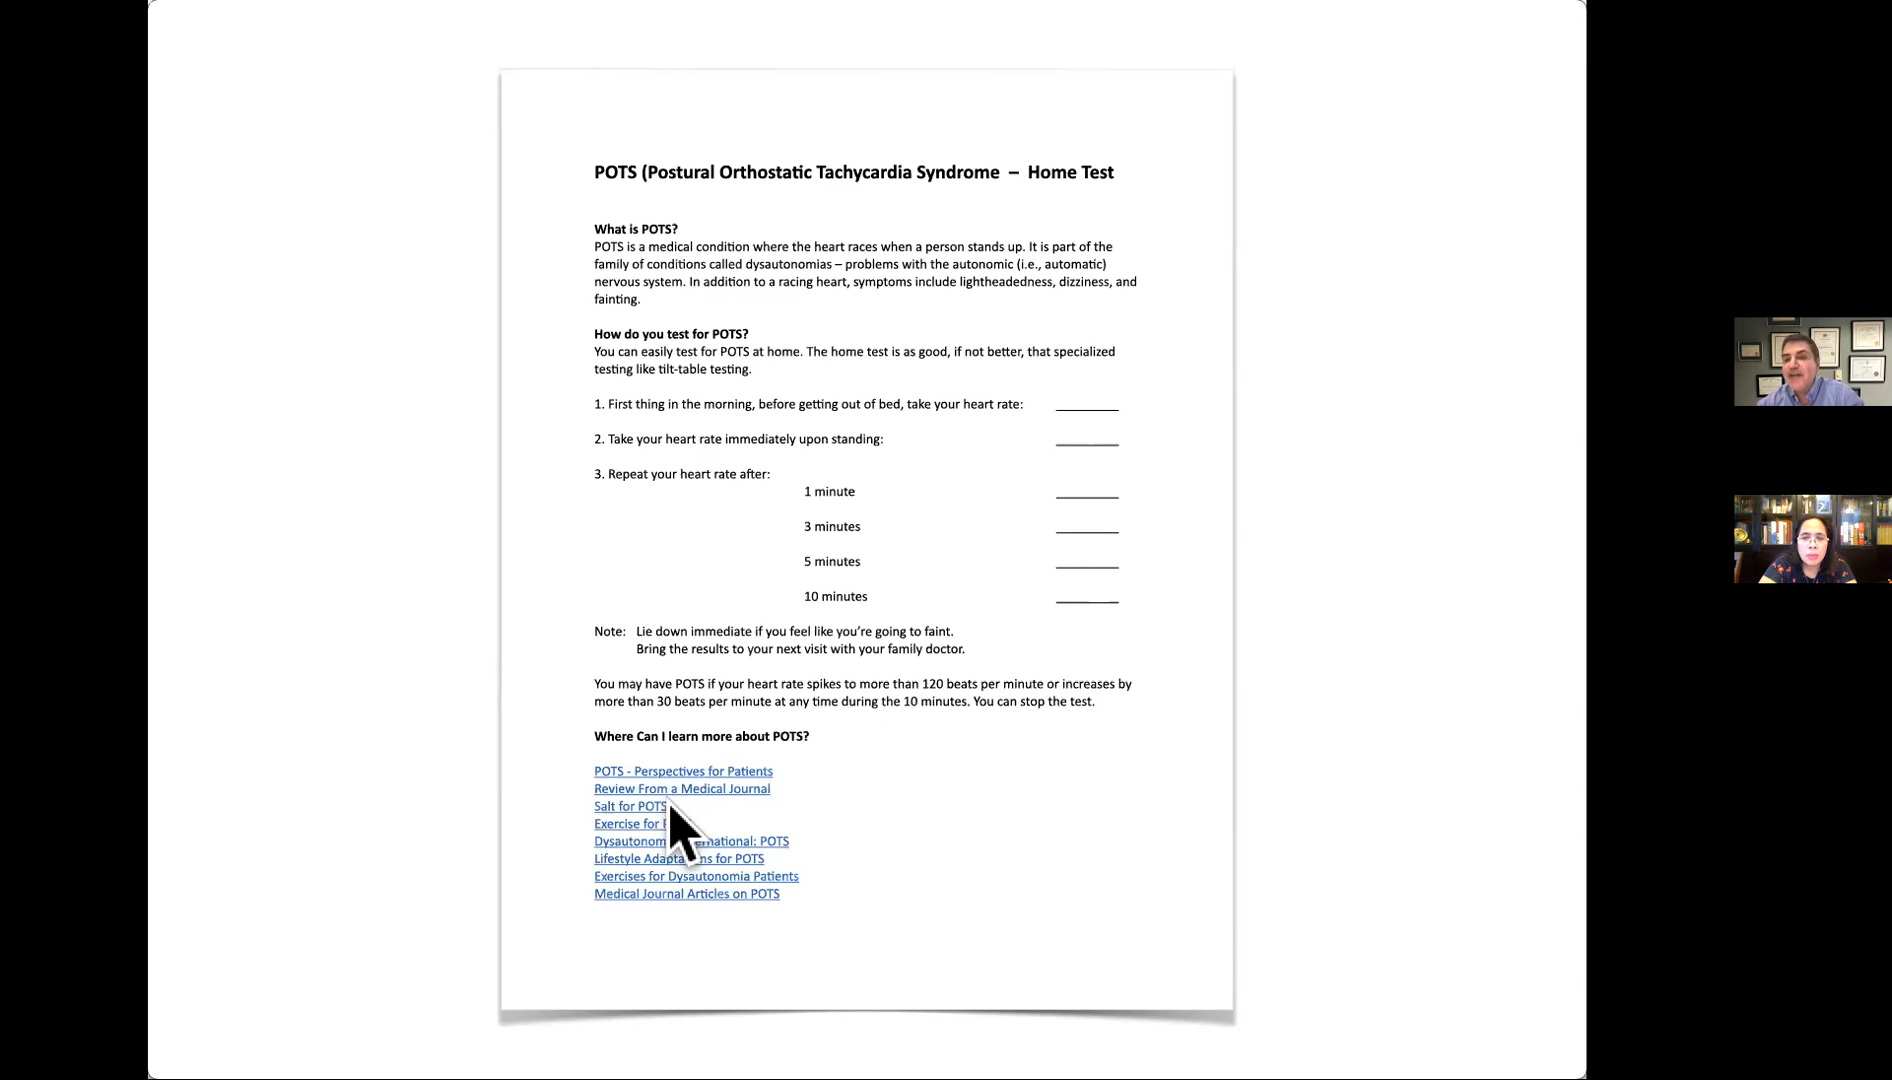 POTS (Postural Orthostatic Tachycardia Syndrome – Home Test
What is POTS?
POTS is a medical condition where the heart races when a person stands up. It is part of the
family of conditions called dysautonomias – problems with the autonomic (i.e., automatic)
nervous system. In addition to a racing heart, symptoms include lightheadedness, dizziness, and
fainting.
How do you test for POTS?
You can easily test for POTS at home. The home test is as good, if not better, that specialized
testing like tilt-table testing.
1. First thing in the morning, before getting out of bed, take your heart rate: _________
2. Take your heart rate immediately upon standing: _________
3. Repeat your heart rate after:
1 minute _________
3 minutes _________
5 minutes _________
10 minutes _________
Note: Lie down immediate if you feel like you’re going to faint.
Bring the results to your next visit with your family doctor.
You may have POTS if your heart rate spikes to more than 120 beats per minute or increases by
more than 30 beats per minute at any time during the 10 minutes. You can stop the test.
Where Can I learn more about POTS?
POTS - Perspectives for Patients
Review From a Medical Journal
Salt for POTS
Exercise for
POTS
Lifestyle for POTS
Exercises for Dysautonomia Patients
Medical Journal Articles on POTS